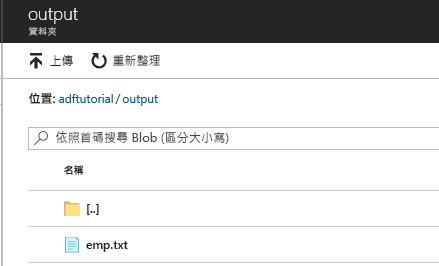 output
資料夾
上傳 重新整理
位置: adftutorial / output
依照首碼搜尋 Blob (區分大小寫)
名稱
[..]
emp.txt